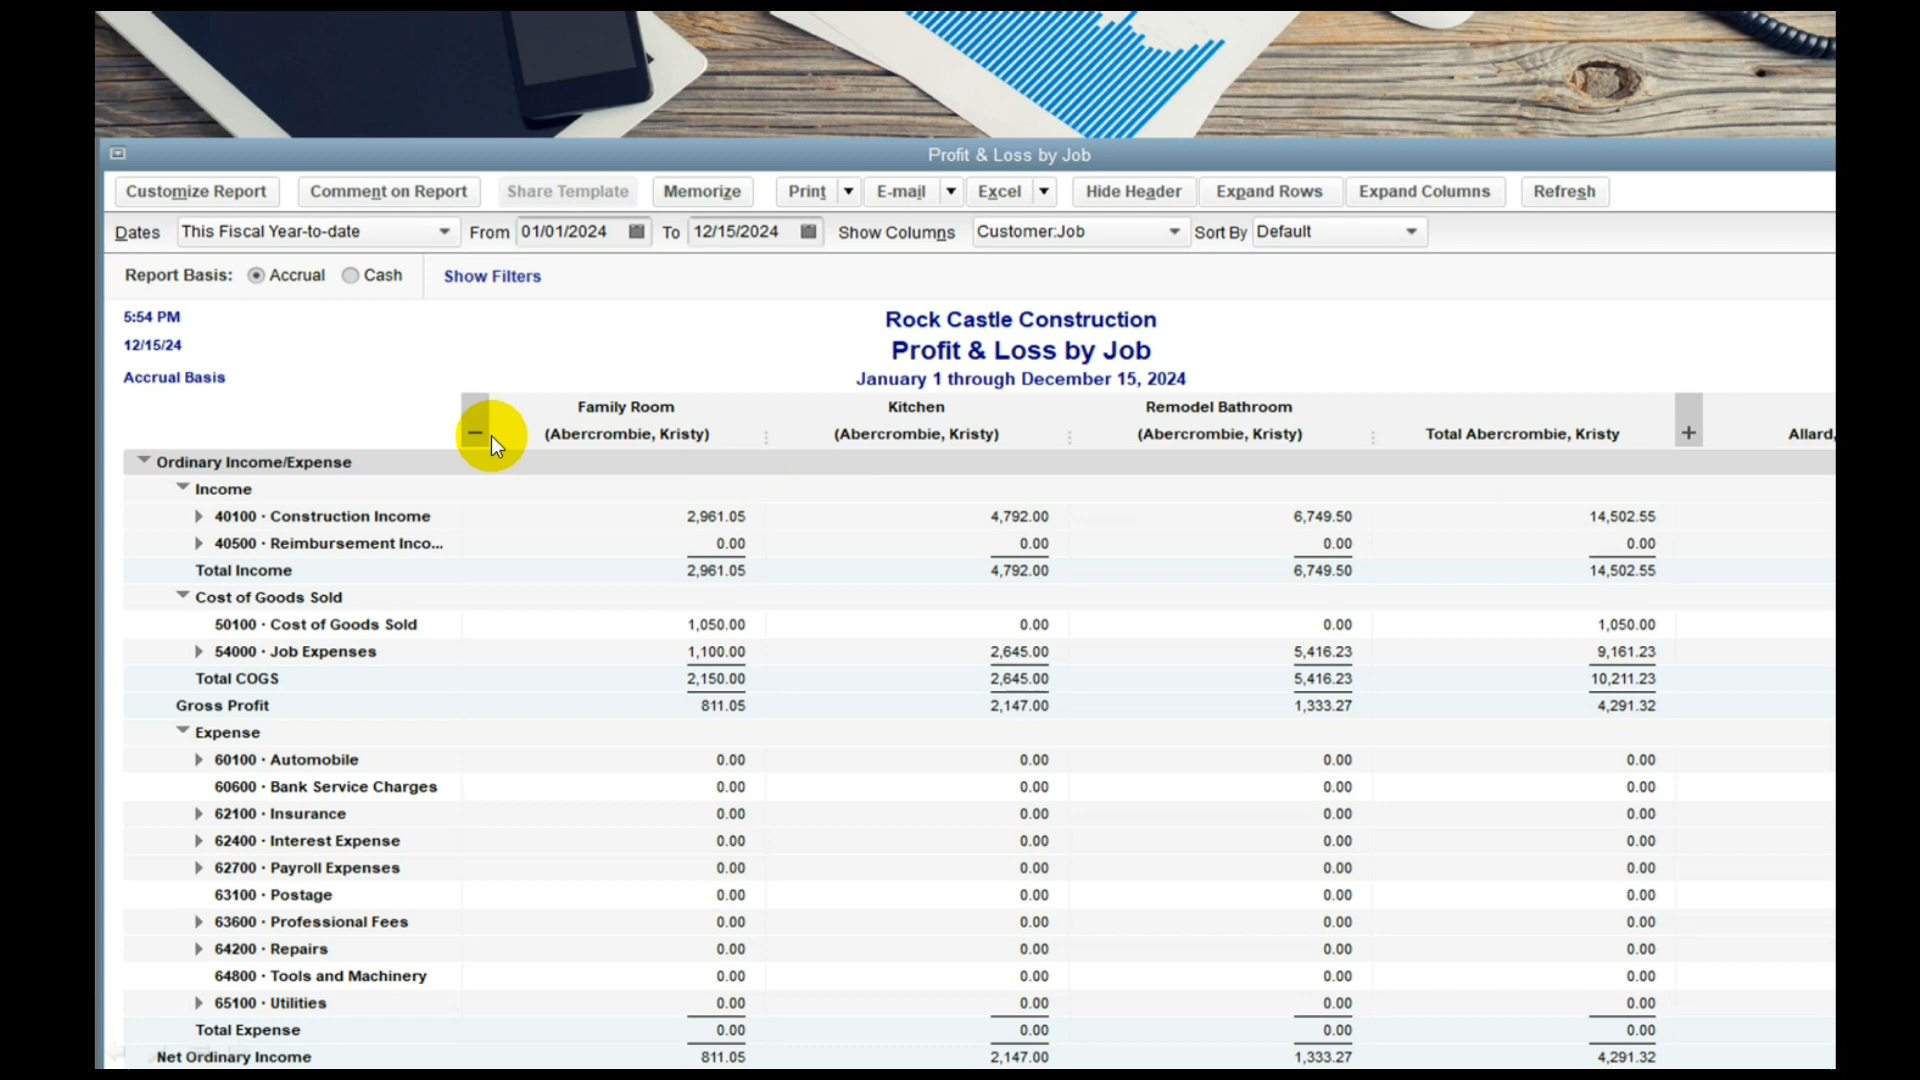 Profit & Loss by Job
Customize Report Comment on Report Share Template Memorize Print E-mail Excel Hide Header Expand Rows Expand Columns Refresh
Dates This Fiscal Year-to-date From 01/01/2024 To 12/15/2024 Show Columns Customer:Job Sort By Default
Report Basis: Accrual Cash Show Filters
5:54 PM
12/15/24
Accrual Basis
Rock Castle Construction
Profit & Loss by Job
January 1 through December 15, 2024
Family Room Kitchen Remodel Bathroom
(Abercrombie, Kristy) (Abercrombie, Kristy) (Abercrombie, Kristy) Total Abercrombie, Kristy Allard,
Ordinary Income/Expense
Income
40100 · Construction Income 2,961.05 4,792.00 6,749.50 14,502.55
40500 · Reimbursement Inco... 0.00 0.00 0.00 0.00
Total Income 2,961.05 4,792.00 6,749.50 14,502.55
Cost of Goods Sold
50100 · Cost of Goods Sold 1,050.00 0.00 0.00 1,050.00
54000 · Job Expenses 1,100.00 2,645.00 5,416.23 9,161.23
Total COGS 2,150.00 2,645.00 5,416.23 10,211.23
Gross Profit 811.05 2,147.00 1,333.27 4,291.32
Expense
60100 · Automobile 0.00 0.00 0.00 0.00
60600 · Bank Service Charges 0.00 0.00 0.00 0.00
62100 · Insurance 0.00 0.00 0.00 0.00
62400 · Interest Expense 0.00 0.00 0.00 0.00
62700 · Payroll Expenses 0.00 0.00 0.00 0.00
63100 · Postage 0.00 0.00 0.00 0.00
63600 · Professional Fees 0.00 0.00 0.00 0.00
64200 · Repairs 0.00 0.00 0.00 0.00
64800 · Tools and Machinery 0.00 0.00 0.00 0.00
65100 · Utilities 0.00 0.00 0.00 0.00
Total Expense 0.00 0.00 0.00 0.00
Net Ordinary Income 811.05 2,147.00 1,333.27 4,291.32